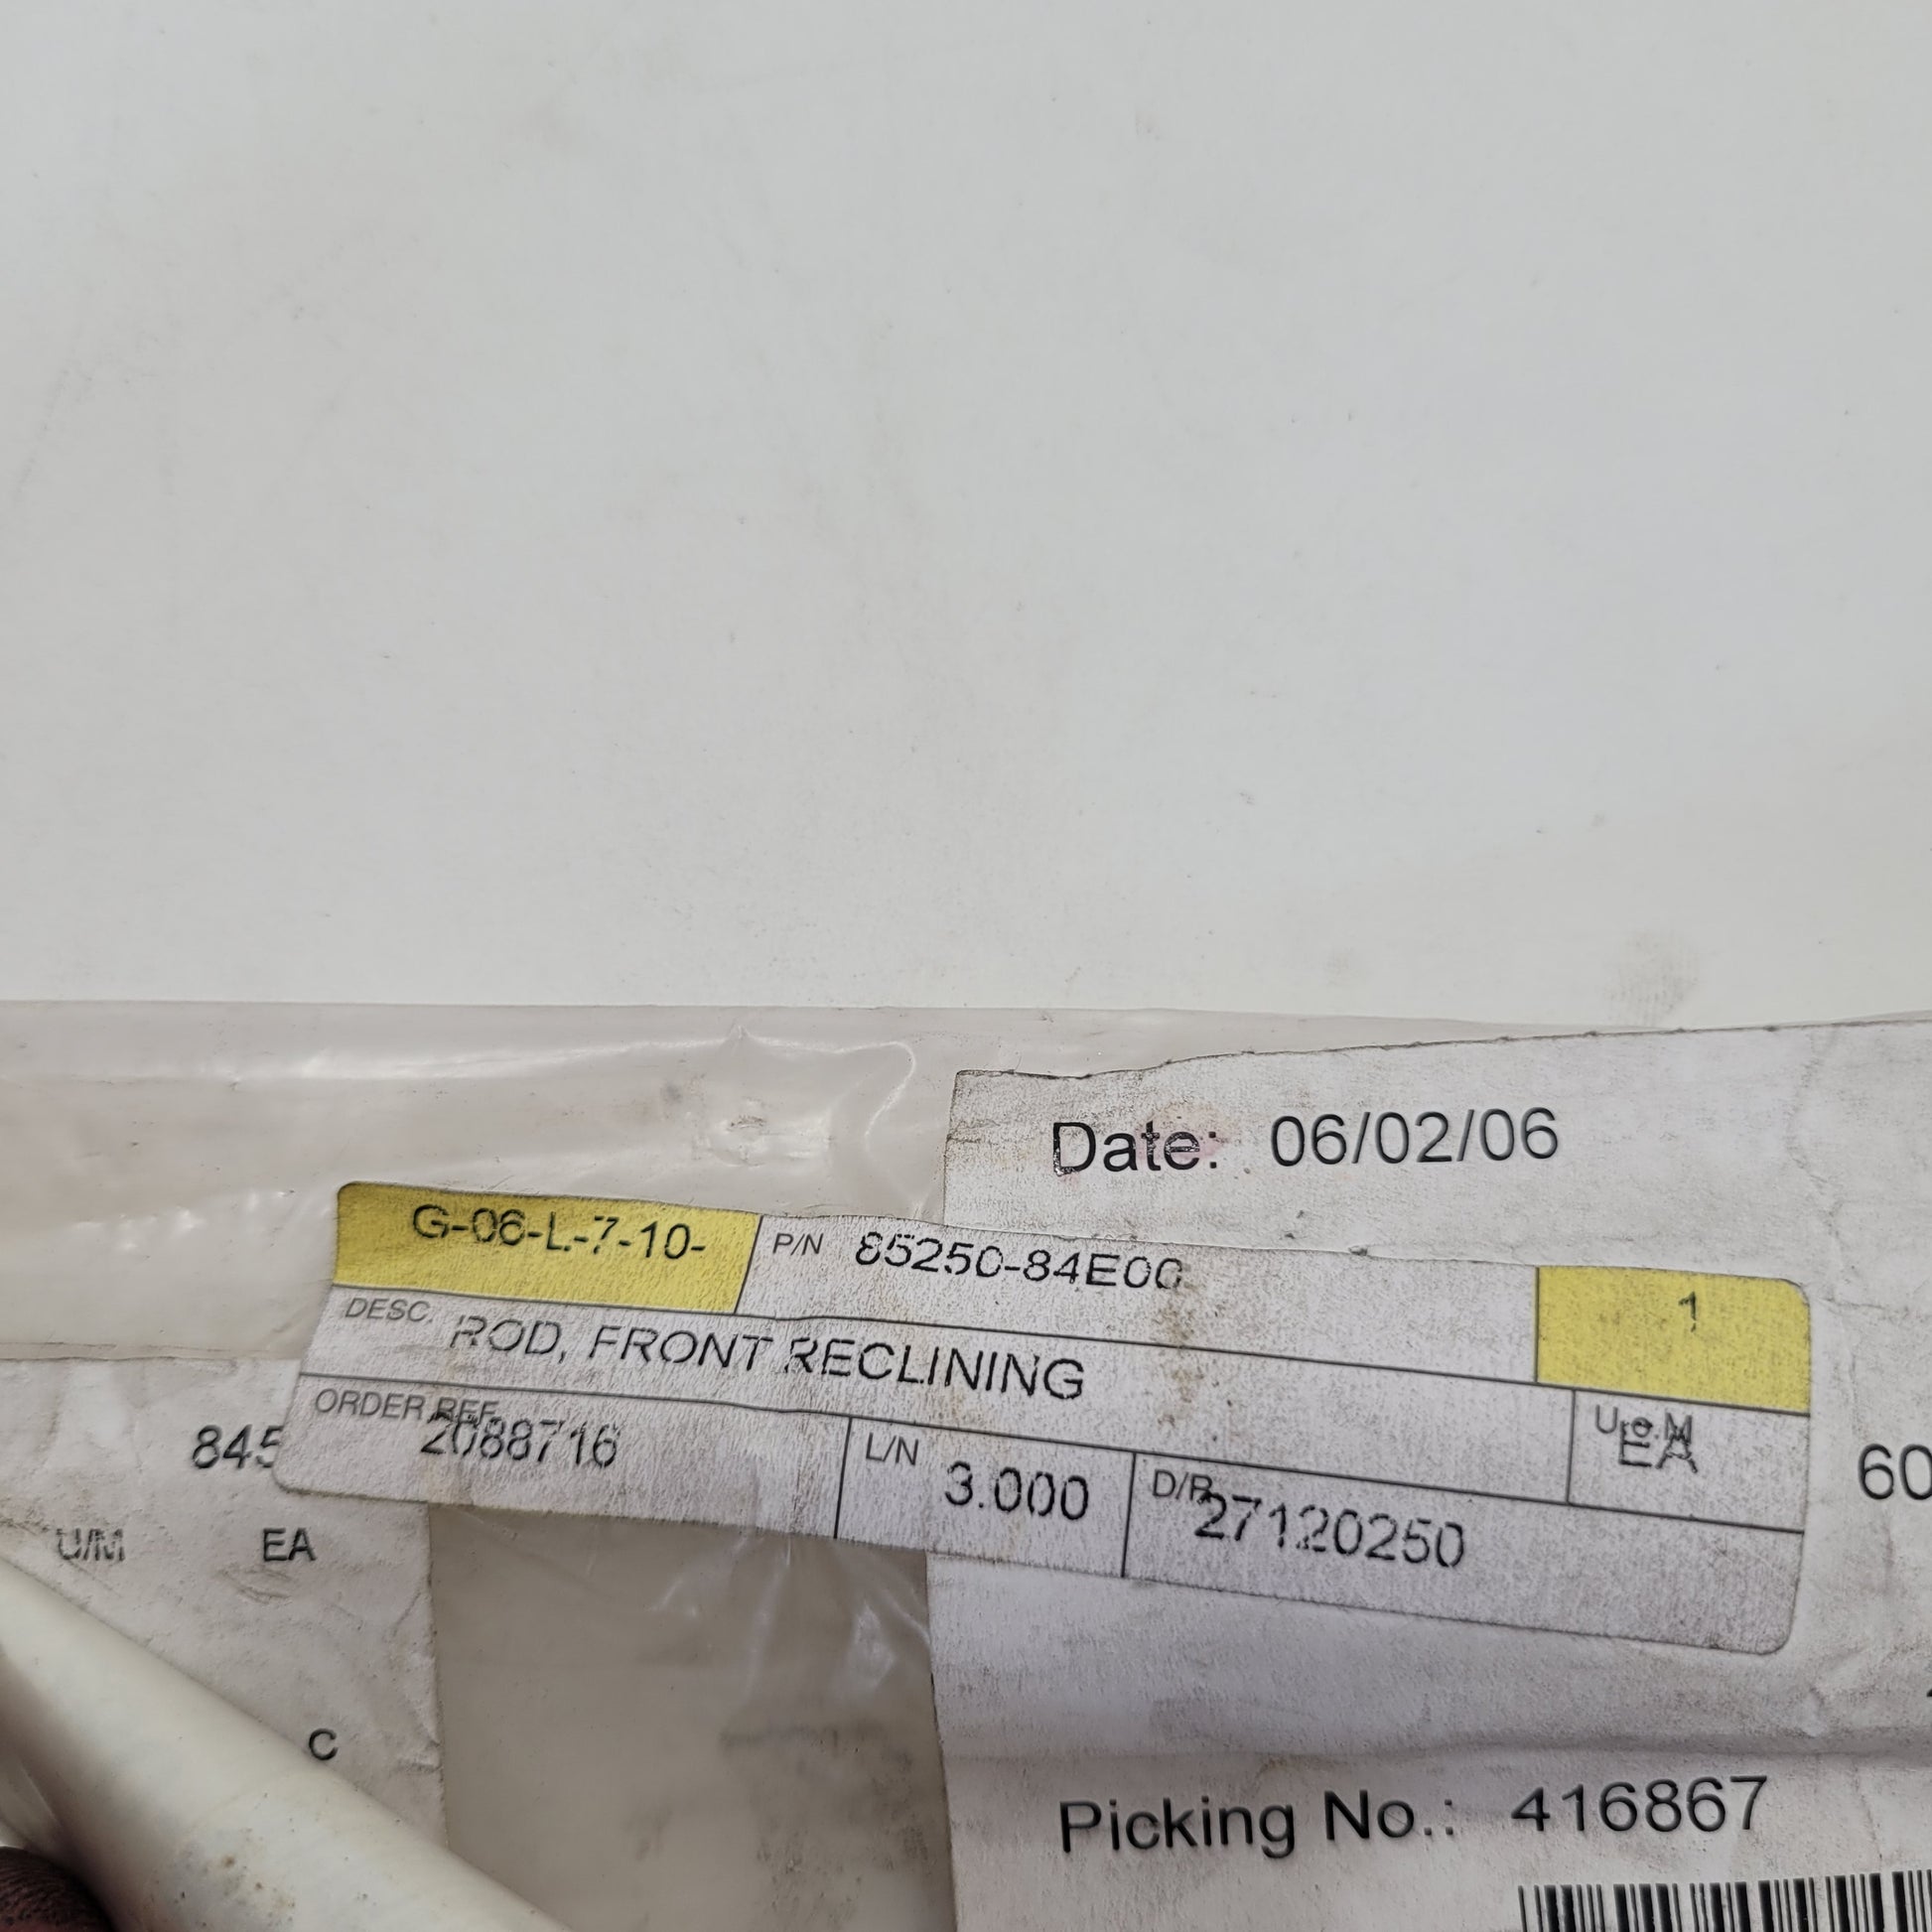 Date: 06/02/06
G-06-L-7-10- P/N 85250-84E00 1
DESC. ROD, FRONT RECLINING
ORDER REF. 2088716 L/N 3.000 D/R 27120250 U.o.M EA
845 60
U/M EA
C
Picking No.: 416867